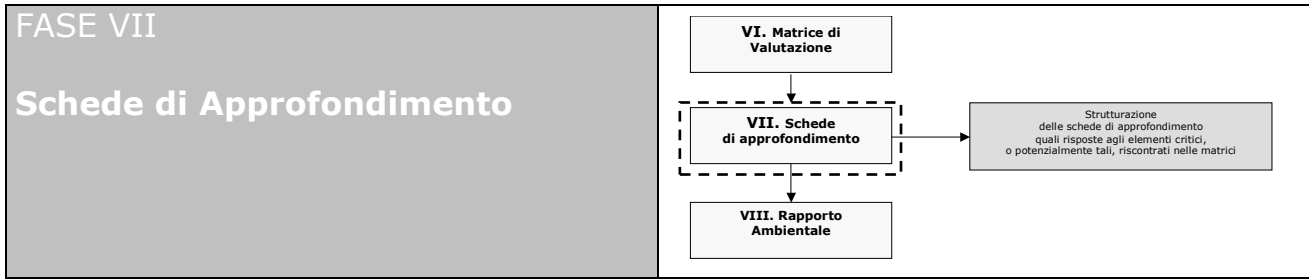 FASE VII
Schede di Approfondimento
VI. Matrice di
Valutazione
VII. Schede
di approfondimento
Strutturazione
delle schede di approfondimento
quali risposte agli elementi critici,
o potenzialmente tali, riscontrati nelle matrici
VIII. Rapporto
Ambientale